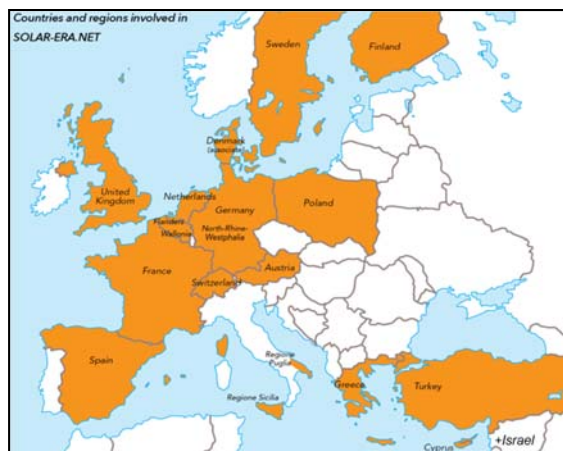 Countries and regions involved in
SOLAR-ERA.NET
Sweden
Finland
Denmark
(associate)
United
Kingdom
Netherlands
Germany
Poland
Flanders
Wallonia
North-Rhine-
Westphalia
France
Austria
Switzerland
Spain
Regione
Puglia
Regione Sicilia
Greece
Turkey
Cyprus
+Israel